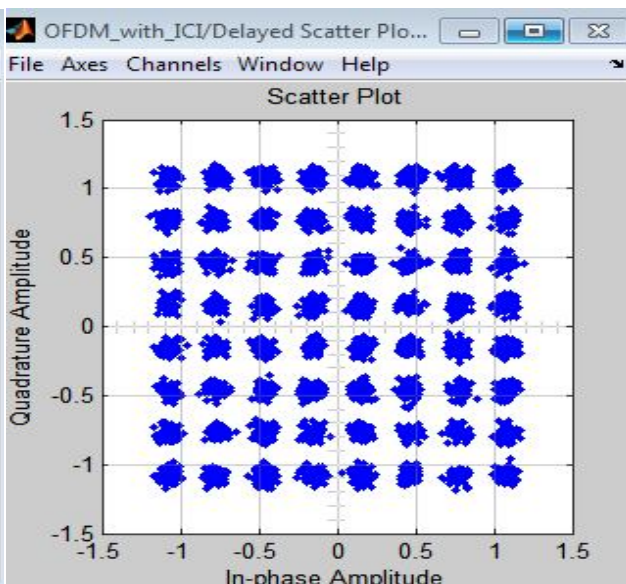 OFDM_with_ICI/Delayed Scatter Plo...
File Axes Channels Window Help
Scatter Plot
1.5
1
0.5
0
-0.5
-1
-1.5
Quadrature Amplitude
-1.5 -1 -0.5 0 0.5 1 1.5
In-phase Amplitude